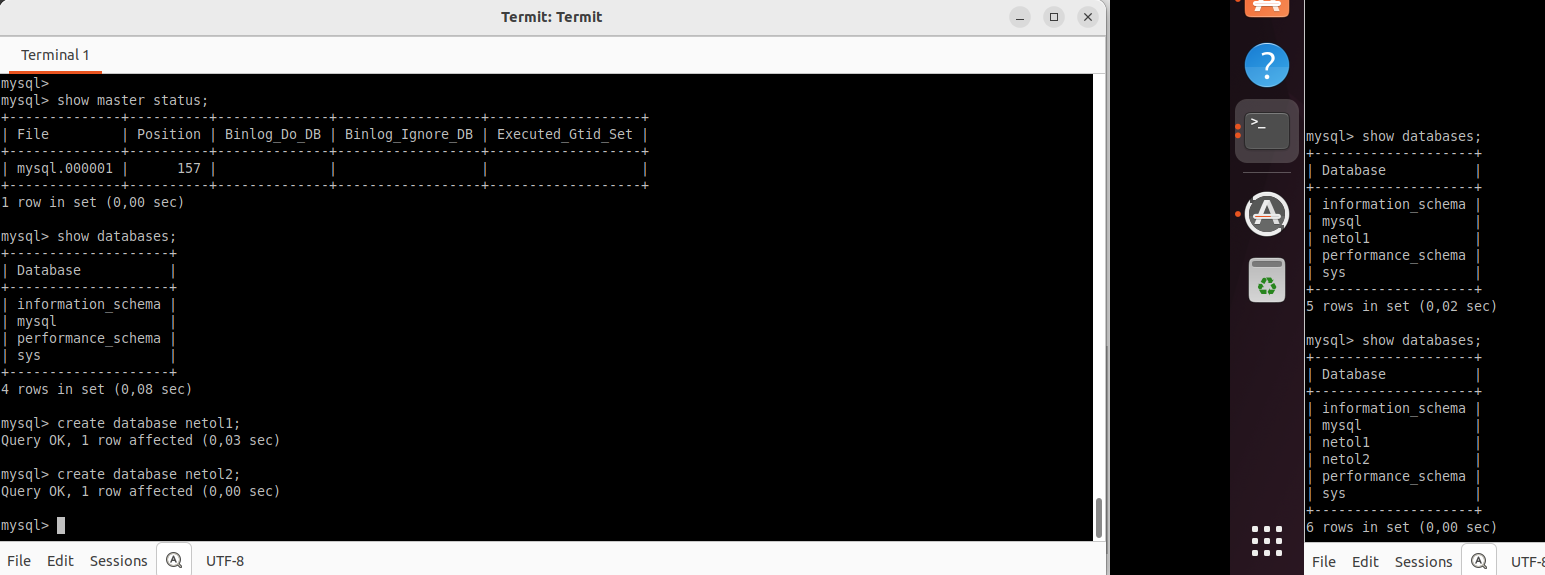 Termit: Termit
Terminal 1
mysql>
mysql> show master status;
+--------------+----------+--------------+------------------+-------------------+
| File         | Position | Binlog_Do_DB | Binlog_Ignore_DB | Executed_Gtid_Set |
+--------------+----------+--------------+------------------+-------------------+
| mysql.000001 |      157 |              |                  |                   |
+--------------+----------+--------------+------------------+-------------------+
1 row in set (0,00 sec)
mysql> show databases;
+--------------------+
| Database           |
+--------------------+
| information_schema |
| mysql              |
| performance_schema |
| sys                |
+--------------------+
4 rows in set (0,08 sec)
mysql> create database netol1;
Query OK, 1 row affected (0,03 sec)
mysql> create database netol2;
Query OK, 1 row affected (0,00 sec)
mysql>
File Edit Sessions UTF-8
mysql> show databases;
+--------------------+
| Database           |
+--------------------+
| information_schema |
| mysql              |
| netol1             |
| performance_schema |
| sys                |
+--------------------+
5 rows in set (0,02 sec)
mysql> show databases;
+--------------------+
| Database           |
+--------------------+
| information_schema |
| mysql              |
| netol1             |
| netol2             |
| performance_schema |
| sys                |
+--------------------+
6 rows in set (0,00 sec)
File Edit Sessions UTF-8